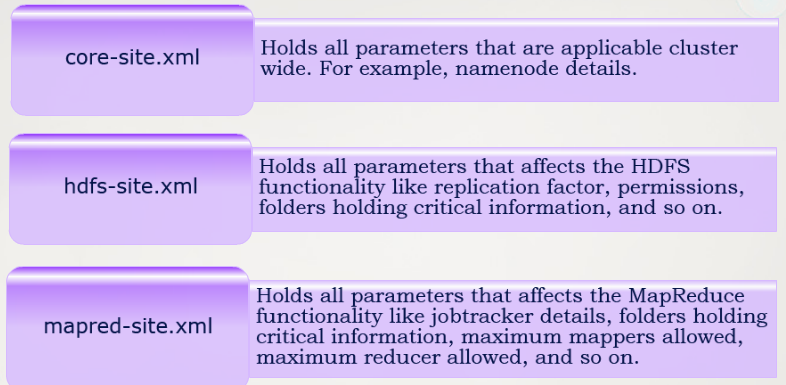 core-site.xml
Holds all parameters that are applicable cluster
wide. For example, namenode details.
hdfs-site.xml
Holds all parameters that affects the HDFS
functionality like replication factor, permissions,
folders holding critical information, and so on.
mapred-site.xml
Holds all parameters that affects the MapReduce
functionality like jobtracker details, folders holding
critical information, maximum mappers allowed,
maximum reducer allowed, and so on.